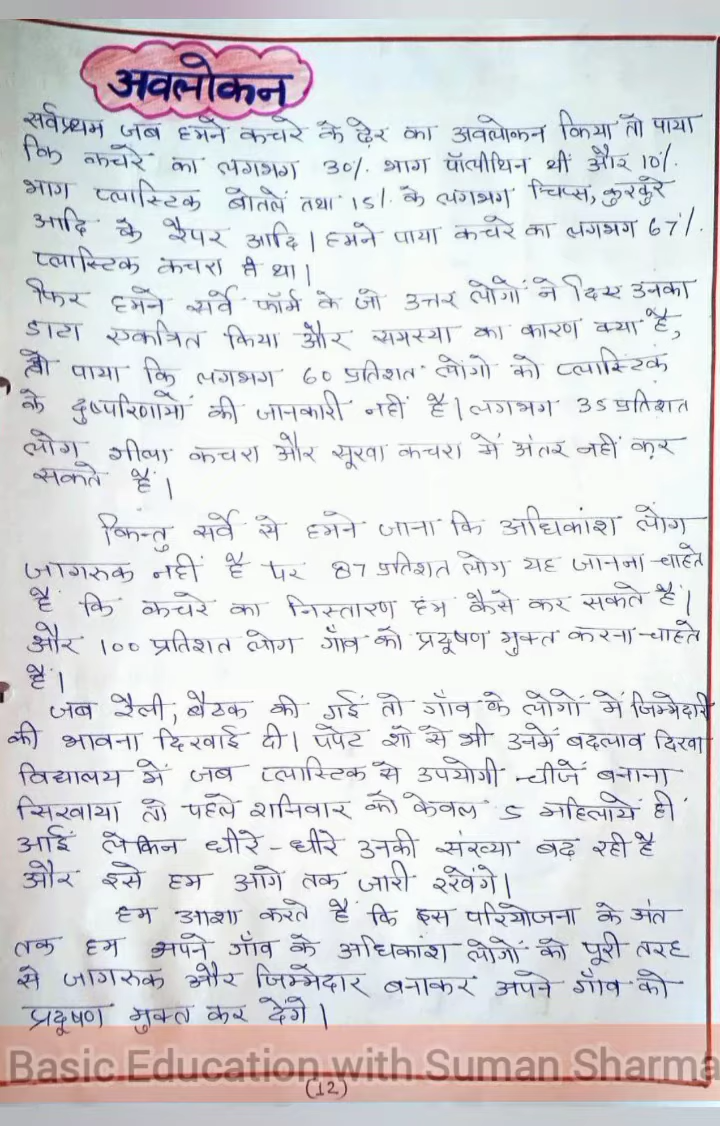 अवलोकन
सर्वप्रथम जब हमने कचरे के ढेर का अवलोकन किया तो पाया
कि कचरे का लगभग 30%. भाग पॉलीथिन थीं और 10%.
भाग प्लास्टिक बोतलें तथा 15%. के लगभग चिप्स, कुरकुरे
आदि के रैपर आदि। हमने पाया कचरे का लगभग 67%.
प्लास्टिक कचरा ही था।
फिर हमने सर्वे फॉर्म के जो उत्तर लोगों ने दिए उनका
डाटा एकत्रित किया और समस्या का कारण क्या है,
तो पाया कि लगभग 60 प्रतिशत लोगो को प्लास्टिक
के दुष्परिणामों की जानकारी नहीं है। लगभग 35 प्रतिशत
लोग गीला कचरा और सूखा कचरा में अंतर नहीं कर
सकते हैं।
किन्तु सर्वे से हमने जाना कि अधिकांश लोग
जागरुक नहीं है पर 87 प्रतिशत लोग यह जानना चाहते
हैं कि कचरे का निस्तारण हम कैसे कर सकते हैं।
और 100 प्रतिशत लोग गाँव को प्रदूषण मुक्त करना चाहते
हैं।
जब रैली, बैठक की गई तो गाँव के लोगों में जिम्मेदारी
की भावना दिखाई दी। पपेट शो से भी उनमें बदलाव दिखा
विद्यालय में जब प्लास्टिक से उपयोगी चीजें बनाना
सिखाया तो पहले शनिवार को केवल 5 महिलायें ही
आई लेकिन धीरे-धीरे उनकी संख्या बढ़ रही है
और इसे हम आगे तक जारी रखेंगे।
हम आशा करते हैं कि इस परियोजना के अंत
तक हम अपने गाँव के अधिकांश लोगों को पूरी तरह
से जागरुक और जिम्मेदार बनाकर अपने गाँव को
प्रदूषण मुक्त कर देगे।
Basic Education with Suman Sharma
(12)